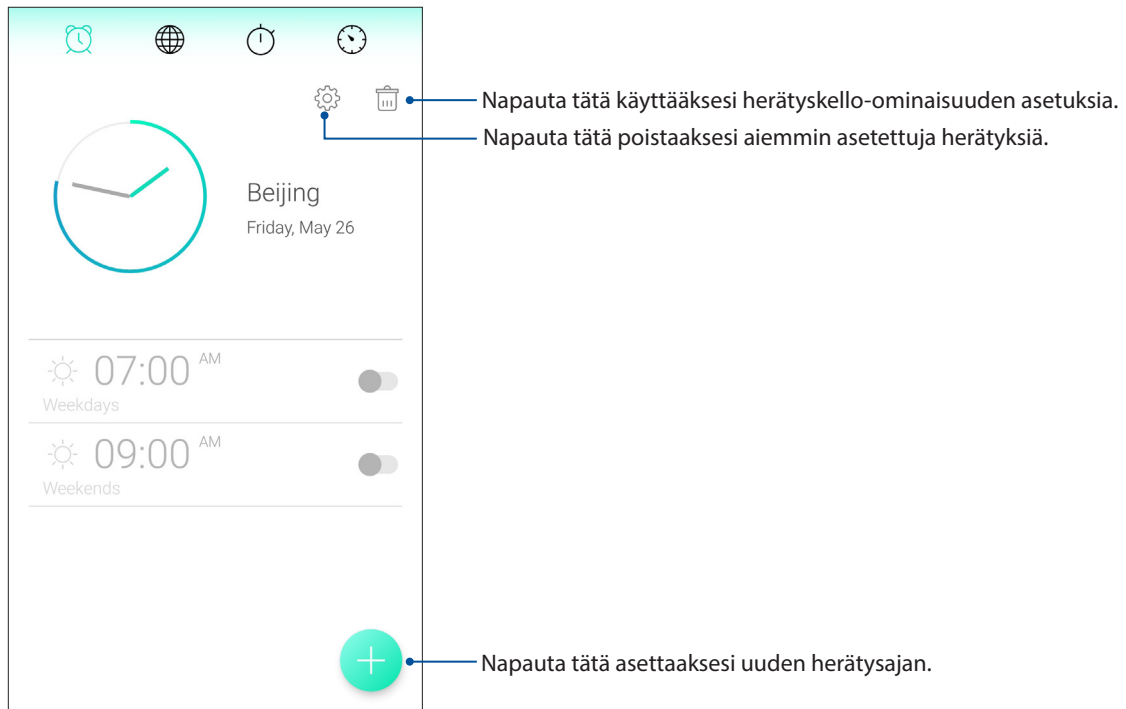 Napauta tätä käyttääksesi herätyskello-ominaisuuden asetuksia.
Napauta tätä poistaaksesi aiemmin asetettuja herätyksiä.
Beijing
Friday, May 26
07:00 AM
Weekdays
09:00 AM
Weekends
Napauta tätä asettaaksesi uuden herätysajan.